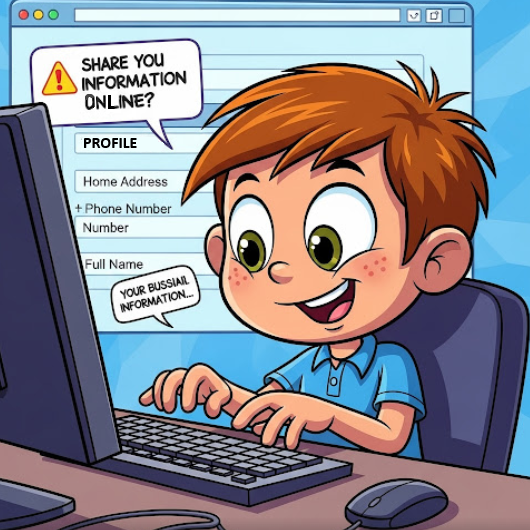 SHARE YOU
INFORMATION
ONLINE?
PROFILE
Home Address
+ Phone Number
Number
Full Name
YOUR BUSSIAIL
INFORMATION...